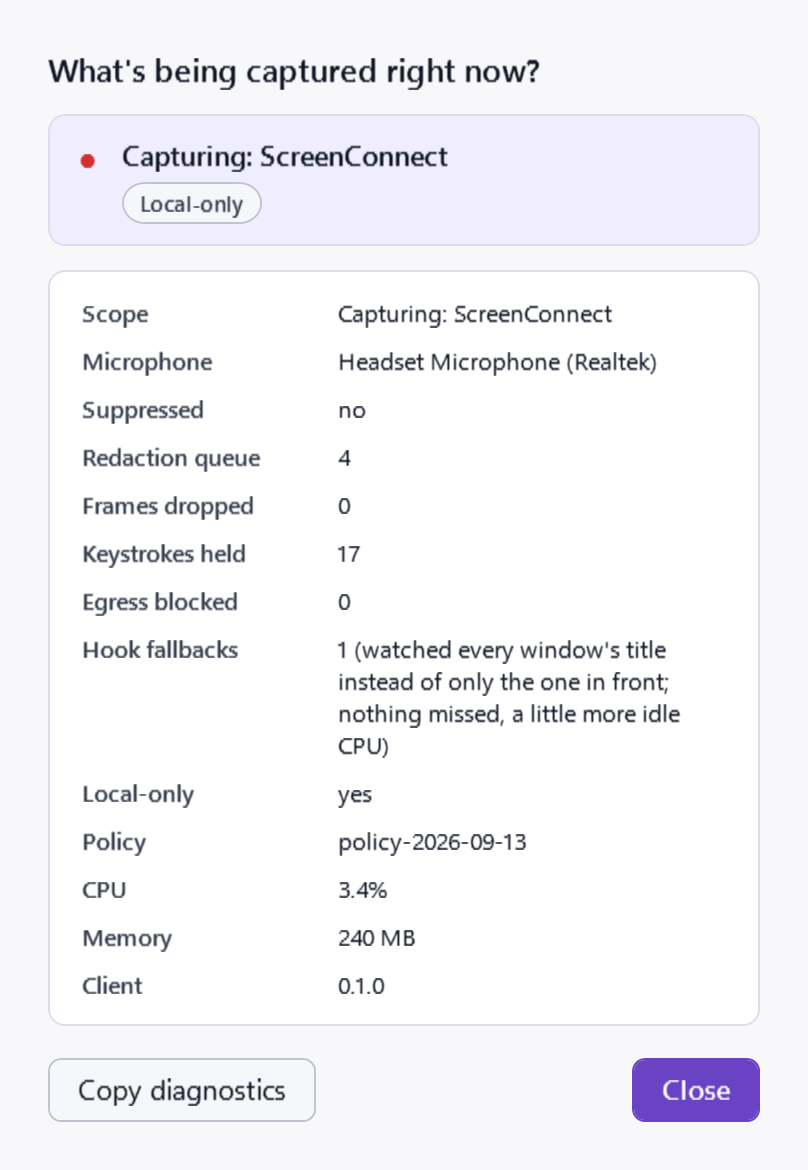 What's being captured right now?
Capturing: ScreenConnect
Local-only
Scope Capturing: ScreenConnect
Microphone Headset Microphone (Realtek)
Suppressed no
Redaction queue 4
Frames dropped 0
Keystrokes held 17
Egress blocked 0
Hook fallbacks 1 (watched every window's title
instead of only the one in front;
nothing missed, a little more idle
CPU)
Local-only yes
Policy policy-2026-09-13
CPU 3.4%
Memory 240 MB
Client 0.1.0
Copy diagnostics Close